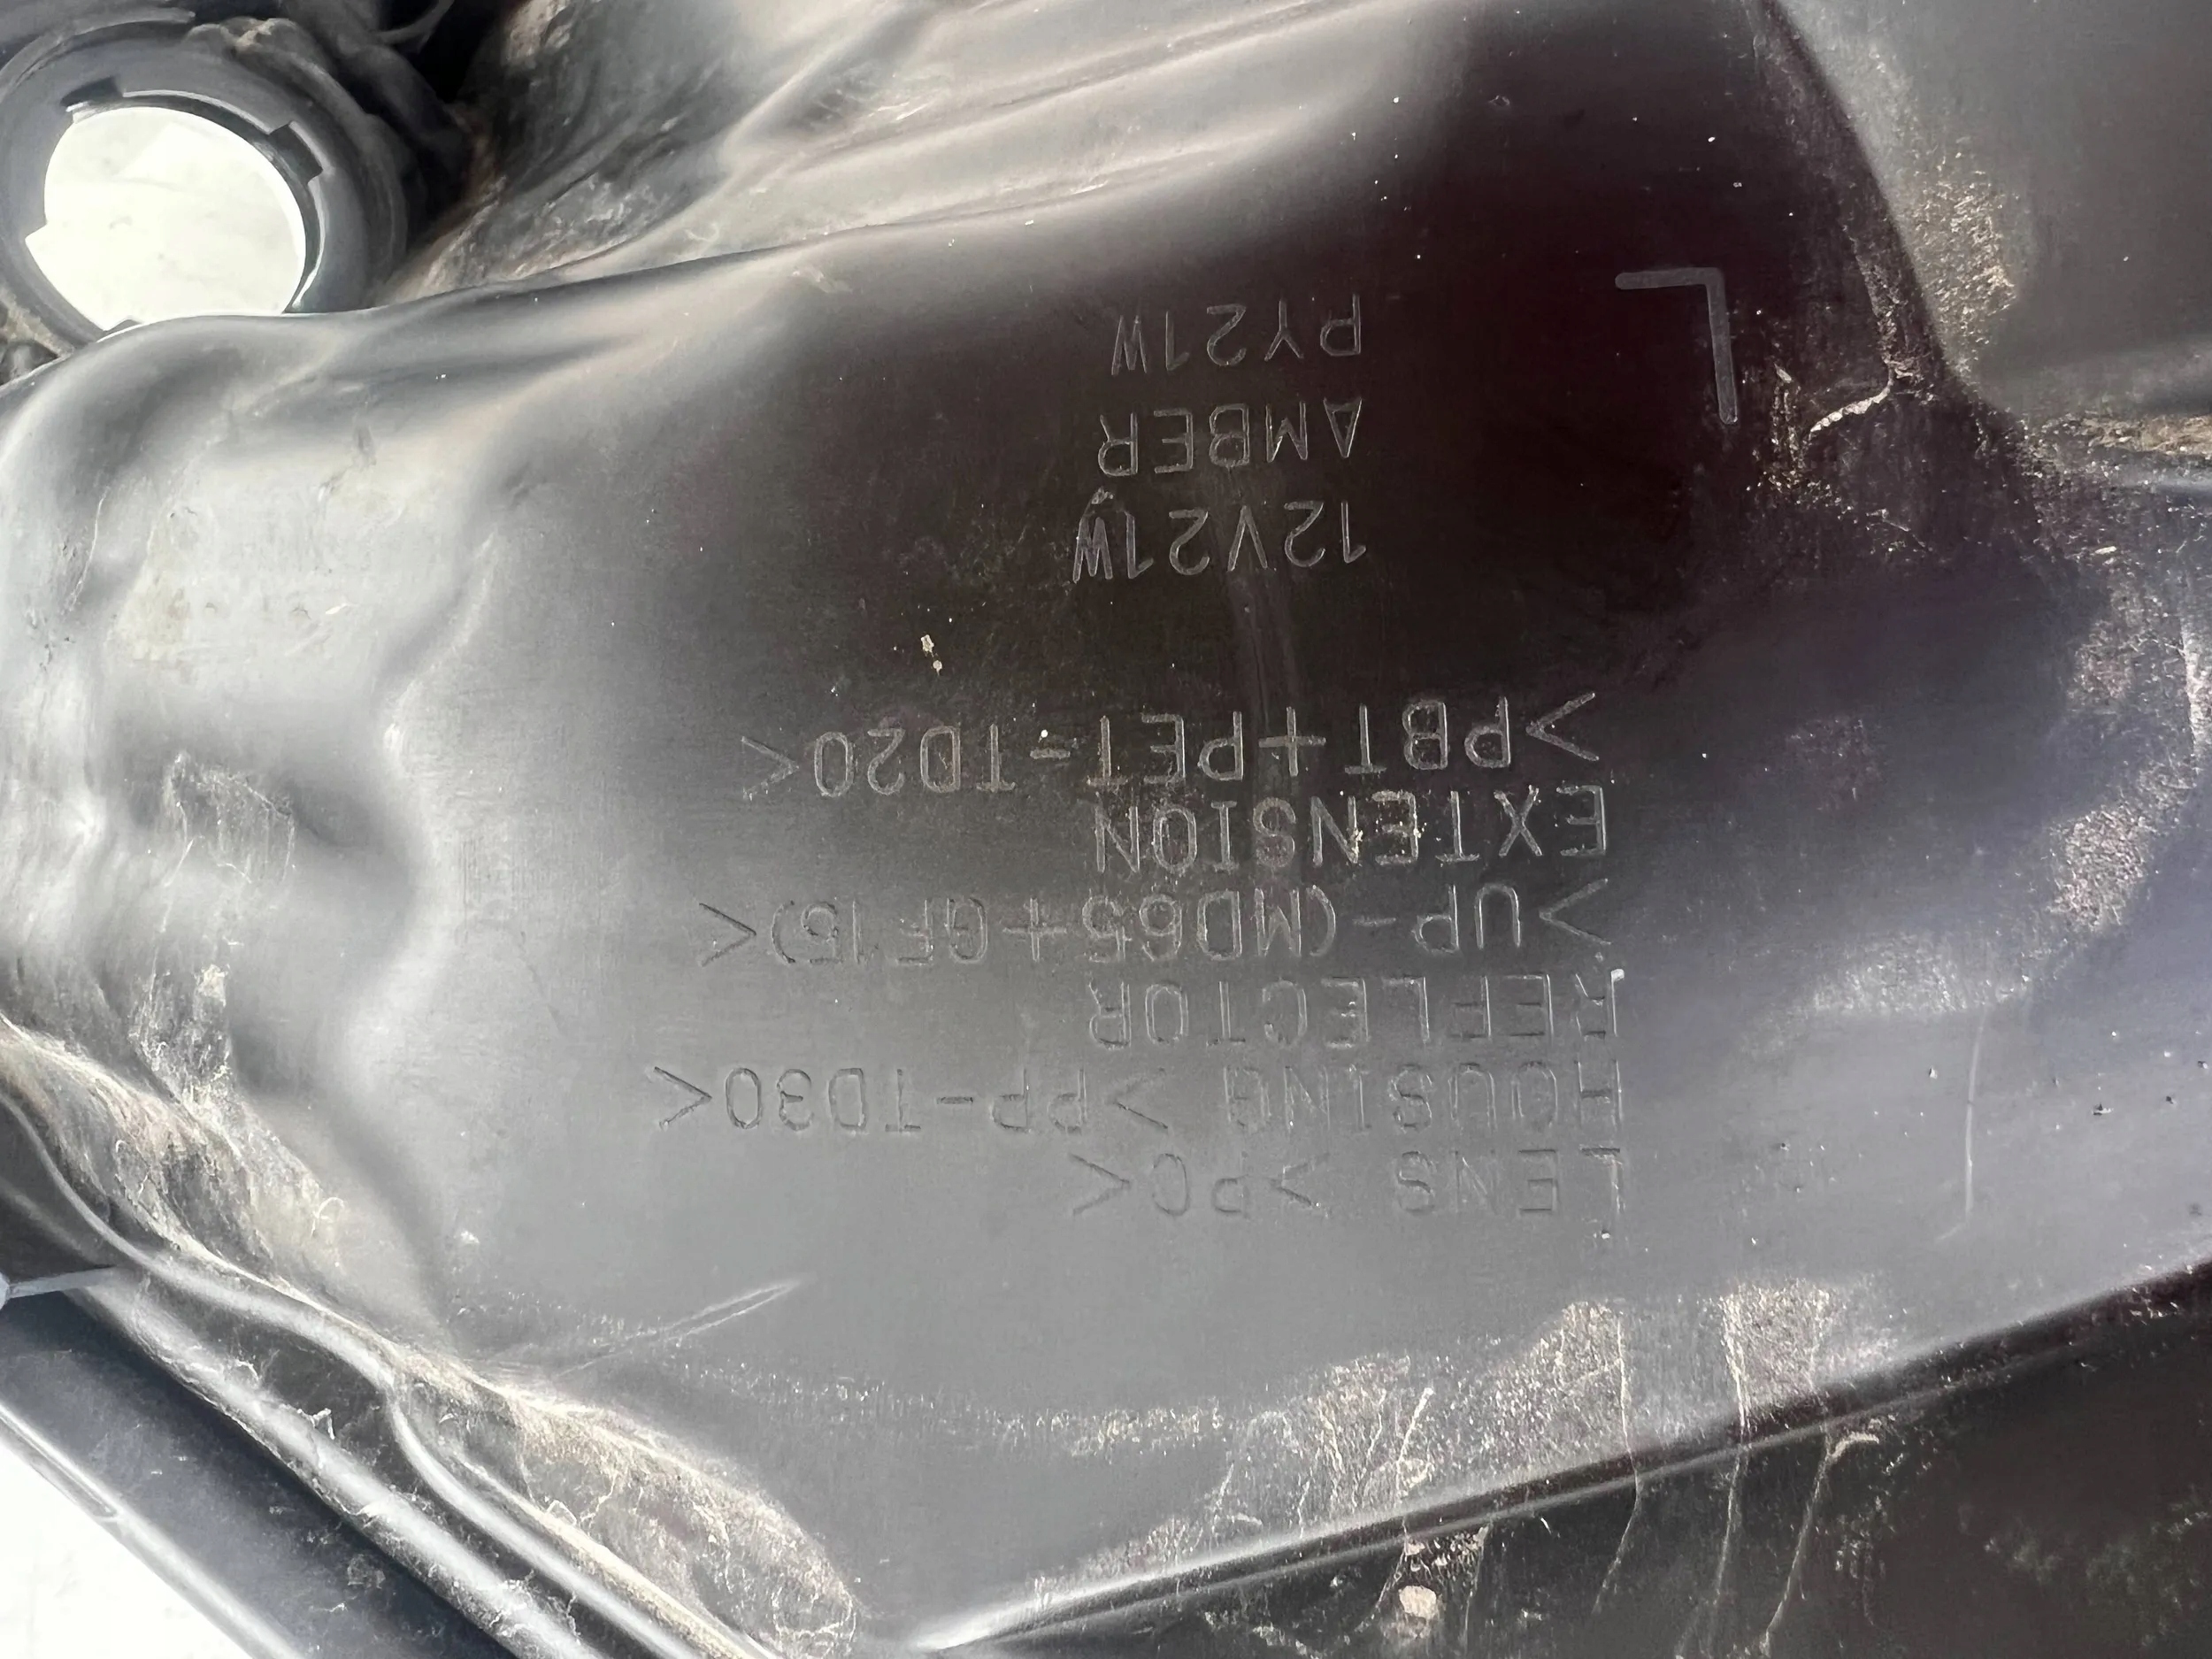 LENS >PC<
HOUSING >PP-TD30<
REFLECTOR
>UP-(MD65+GF15)<
EXTENSION
>PBT+PET-TD20<
12V21W
AMBER
PY21W
L